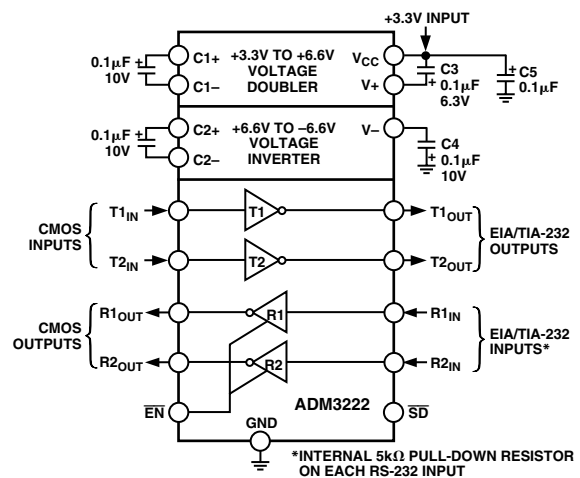 +3.3V INPUT
0.1μF
10V
+
C1+
C1–
+3.3V TO +6.6V
VOLTAGE
DOUBLER
VCC
V+
+
C3
0.1μF
6.3V
+
C5
0.1μF
0.1μF
10V
+
C2+
C2–
+6.6V TO –6.6V
VOLTAGE
INVERTER
V–
+
C4
0.1μF
10V
CMOS
INPUTS
T1IN
T2IN
T1
T2
T1OUT
T2OUT
EIA/TIA-232
OUTPUTS
CMOS
OUTPUTS
R1OUT
R2OUT
R1
R2
R1IN
R2IN
EIA/TIA-232
INPUTS*
EN
GND
ADM3222
SD
*INTERNAL 5kΩ PULL-DOWN RESISTOR
ON EACH RS-232 INPUT